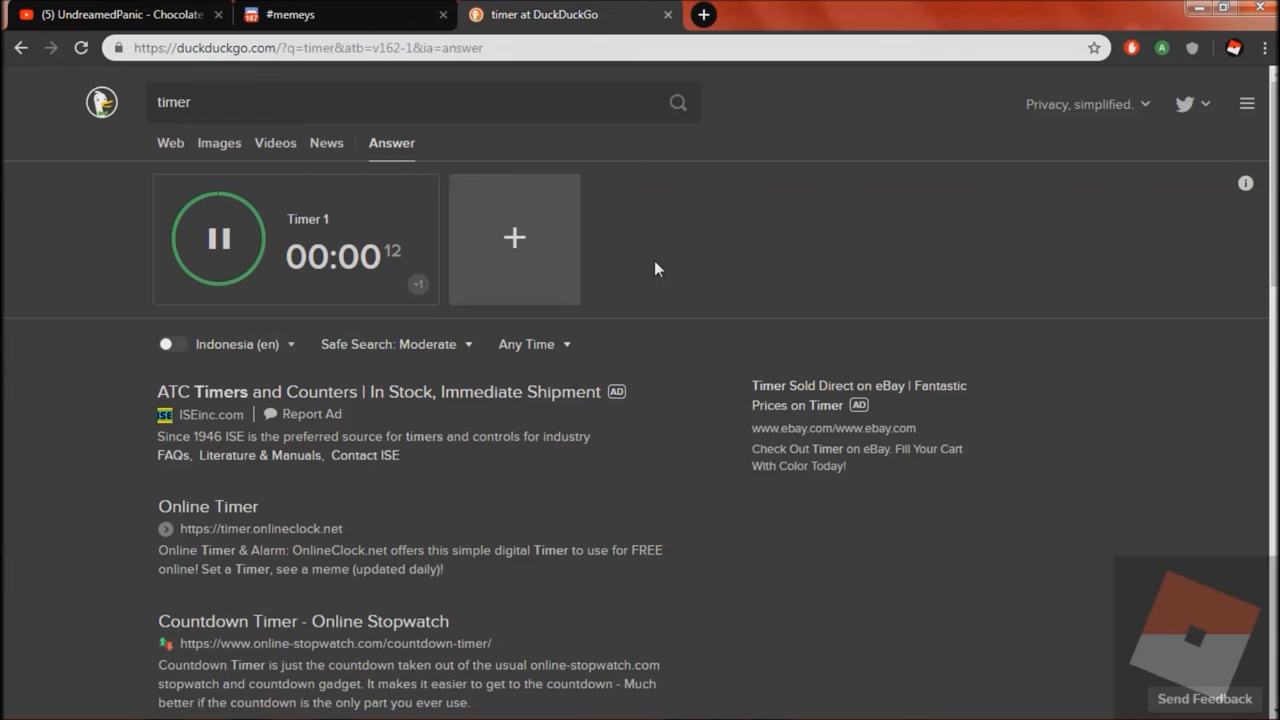 (5) UndreamedPanic - Chocolate
167
#memeys
timer at DuckDuckGo
https://duckduckgo.com/?q=timer&atb=v162-1&ia=answer
A
timer
Privacy, simplified.
Web
Images
Videos
News
Answer
Timer 1
00:00 12
+1
Indonesia (en)
Safe Search: Moderate
Any Time
ATC Timers and Counters | In Stock, Immediate Shipment AD
ISE ISEinc.com | Report Ad
Since 1946 ISE is the preferred source for timers and controls for industry
FAQs, Literature & Manuals, Contact ISE
Timer Sold Direct on eBay | Fantastic
Prices on Timer AD
www.ebay.com/www.ebay.com
Check Out Timer on eBay. Fill Your Cart
With Color Today!
Online Timer
https://timer.onlineclock.net
Online Timer & Alarm: OnlineClock.net offers this simple digital Timer to use for FREE
online! Set a Timer, see a meme (updated daily)!
Countdown Timer - Online Stopwatch
https://www.online-stopwatch.com/countdown-timer/
Countdown Timer is just the countdown taken out of the usual online-stopwatch.com
stopwatch and countdown gadget. It makes it easier to get to the countdown - Much
better if the countdown is the only part you ever use.
Send Feedback